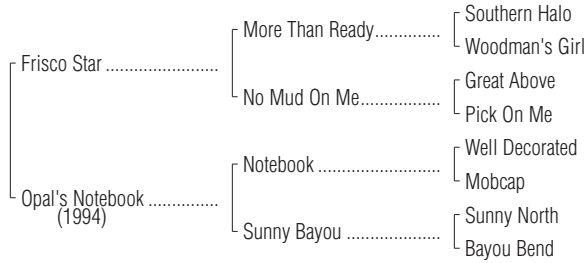 Southern Halo
More Than Ready...............
Woodman's Girl
Frisco Star .......................
Great Above
No Mud On Me.................
Pick On Me
Well Decorated
Notebook ..........................
Mobcap
Opal's Notebook ...............
(1994)
Sunny North
Sunny Bayou ....................
Bayou Bend